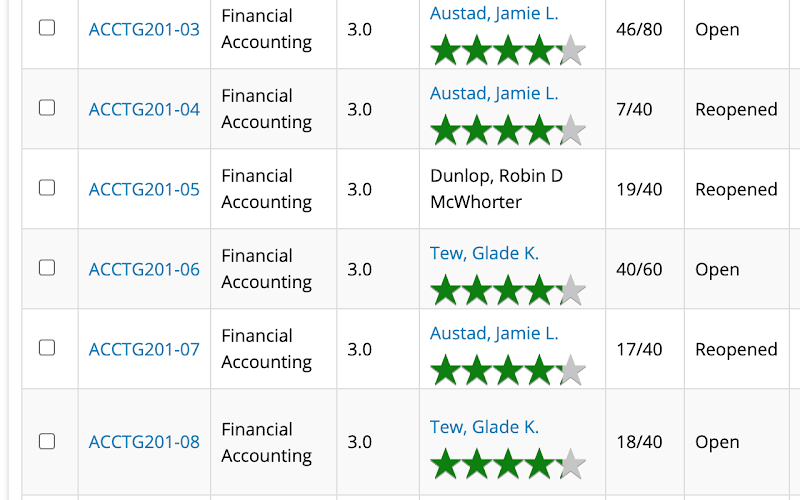 ACCTG201-03 Financial Accounting 3.0 Austad, Jamie L. 46/80 Open
ACCTG201-04 Financial Accounting 3.0 Austad, Jamie L. 7/40 Reopened
ACCTG201-05 Financial Accounting 3.0 Dunlop, Robin D McWhorter 19/40 Reopened
ACCTG201-06 Financial Accounting 3.0 Tew, Glade K. 40/60 Open
ACCTG201-07 Financial Accounting 3.0 Austad, Jamie L. 17/40 Reopened
ACCTG201-08 Financial Accounting 3.0 Tew, Glade K. 18/40 Open